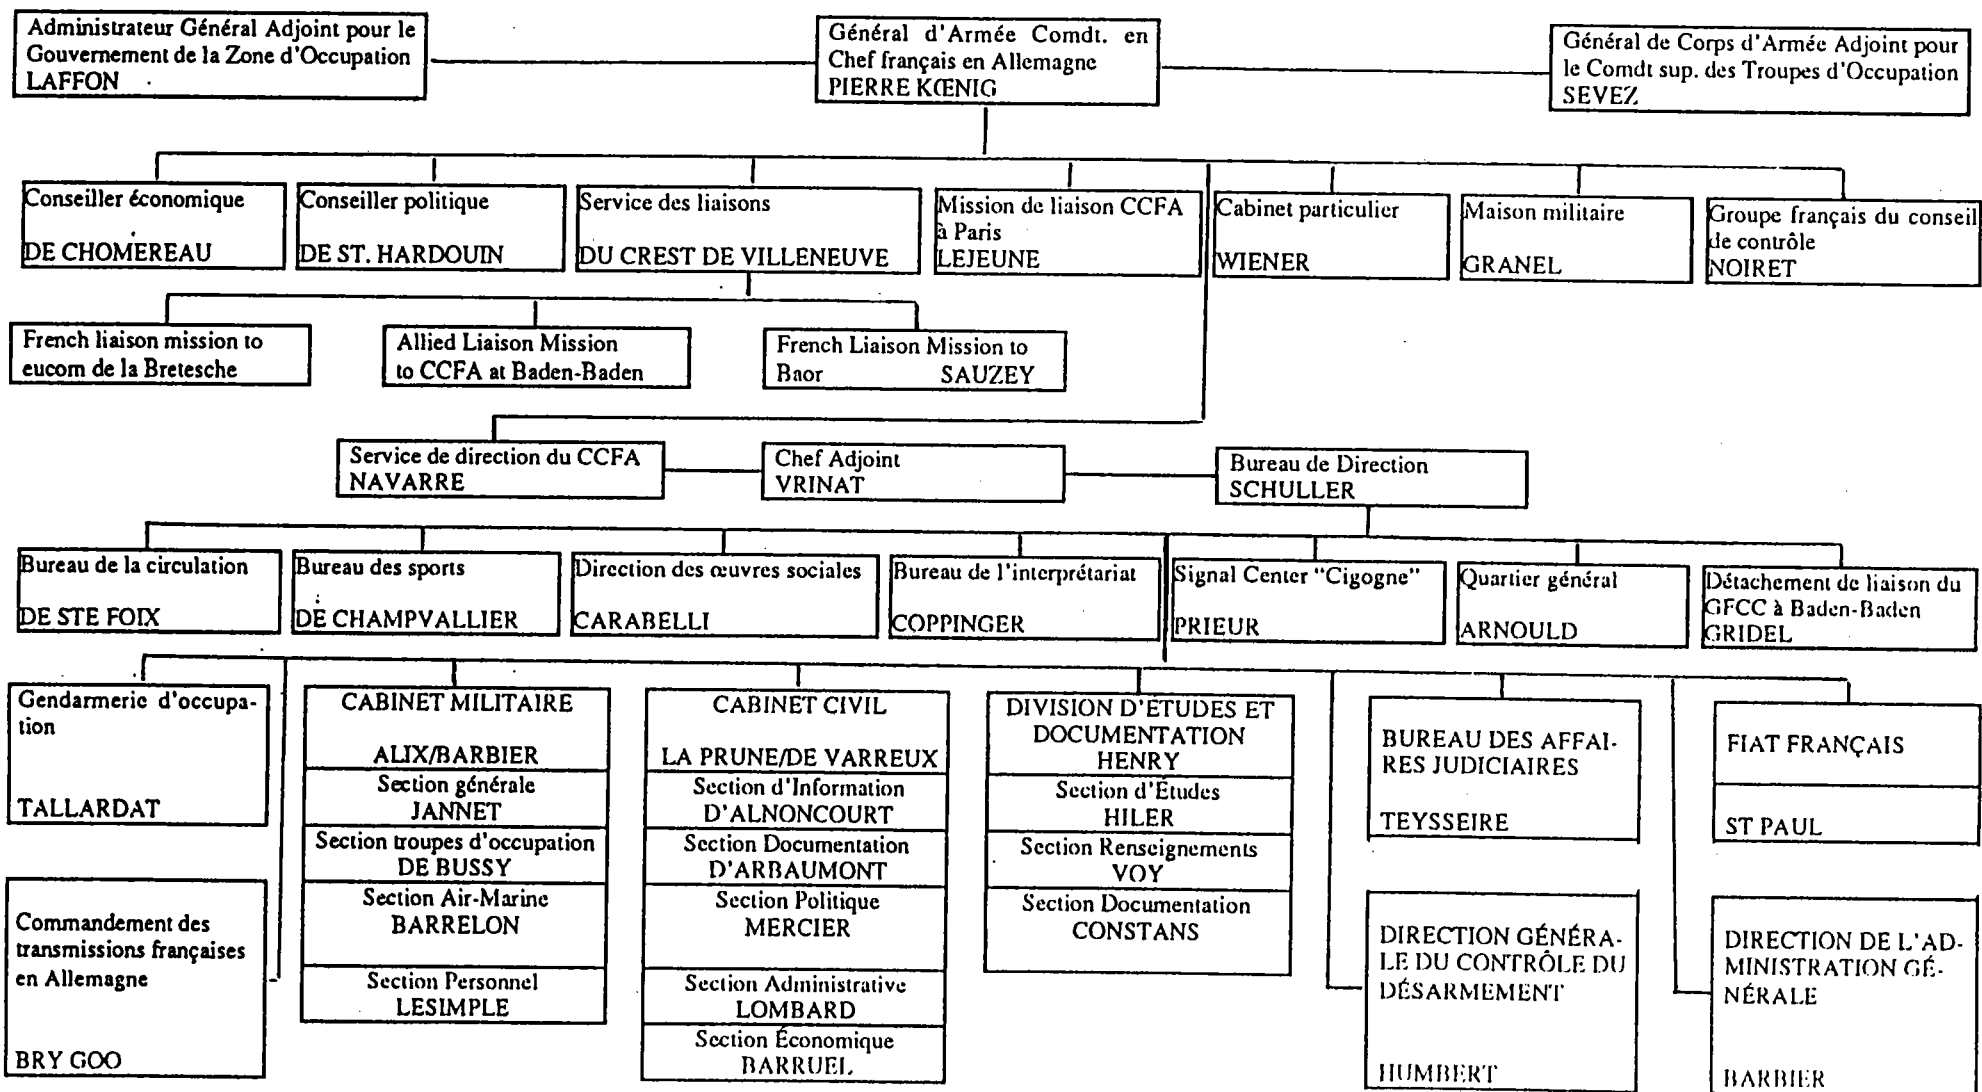 Administrateur Général Adjoint pour le
Gouvernement de la Zone d'Occupation
LAFFON
Général d'Armée Comdt. en
Chef français en Allemagne
PIERRE KŒNIG
Général de Corps d'Armée Adjoint pour
le Comdt sup. des Troupes d'Occupation
SEVEZ
Conseiller économique
DE CHOMEREAU
Conseiller politique
DE ST. HARDOUIN
Service des liaisons
DU CREST DE VILLENEUVE
Mission de liaison CCFA
à Paris
LEJEUNE
Cabinet particulier
WIENER
Maison militaire
GRANEL
Groupe français du conseil
de contrôle
NOIRET
French liaison mission to
eucom de la Bretesche
Allied Liaison Mission
to CCFA at Baden-Baden
French Liaison Mission to
Baor SAUZEY
Service de direction du CCFA
NAVARRE
Chef Adjoint
VRINAT
Bureau de Direction
SCHULLER
Bureau de la circulation
DE STE FOIX
Bureau des sports
DE CHAMPVALLIER
Direction des œuvres sociales
CARABELLI
Bureau de l'interprétariat
COPPINGER
Signal Center "Cigogne"
PRIEUR
Quartier général
ARNOULD
Détachement de liaison du
GFCC à Baden-Baden
GRIDEL
Gendarmerie d'occupa-
tion
TALLARDAT
Commandement des
transmissions françaises
en Allemagne
BRY GOO
CABINET MILITAIRE
ALIX/BARBIER
Section générale
JANNET
Section troupes d'occupation
DE BUSSY
Section Air-Marine
BARRELON
Section Personnel
LESIMPLE
CABINET CIVIL
LA PRUNE/DE VARREUX
Section d'Information
D'ALNONCOURT
Section Documentation
D'ARBAUMONT
Section Politique
MERCIER
Section Administrative
LOMBARD
Section Économique
BARRUEL
DIVISION D'ÉTUDES ET
DOCUMENTATION
HENRY
Section d'Études
HILER
Section Renseignements
VOY
Section Documentation
CONSTANS
BUREAU DES AFFAI-
RES JUDICIAIRES
TEYSSEIRE
DIRECTION GÉNÉRA-
LE DU CONTRÔLE DU
DÉSARMEMENT
HUMBERT
FIAT FRANÇAIS
ST PAUL
DIRECTION DE L'AD-
MINISTRATION GÉ-
NÉRALE
BARBIER